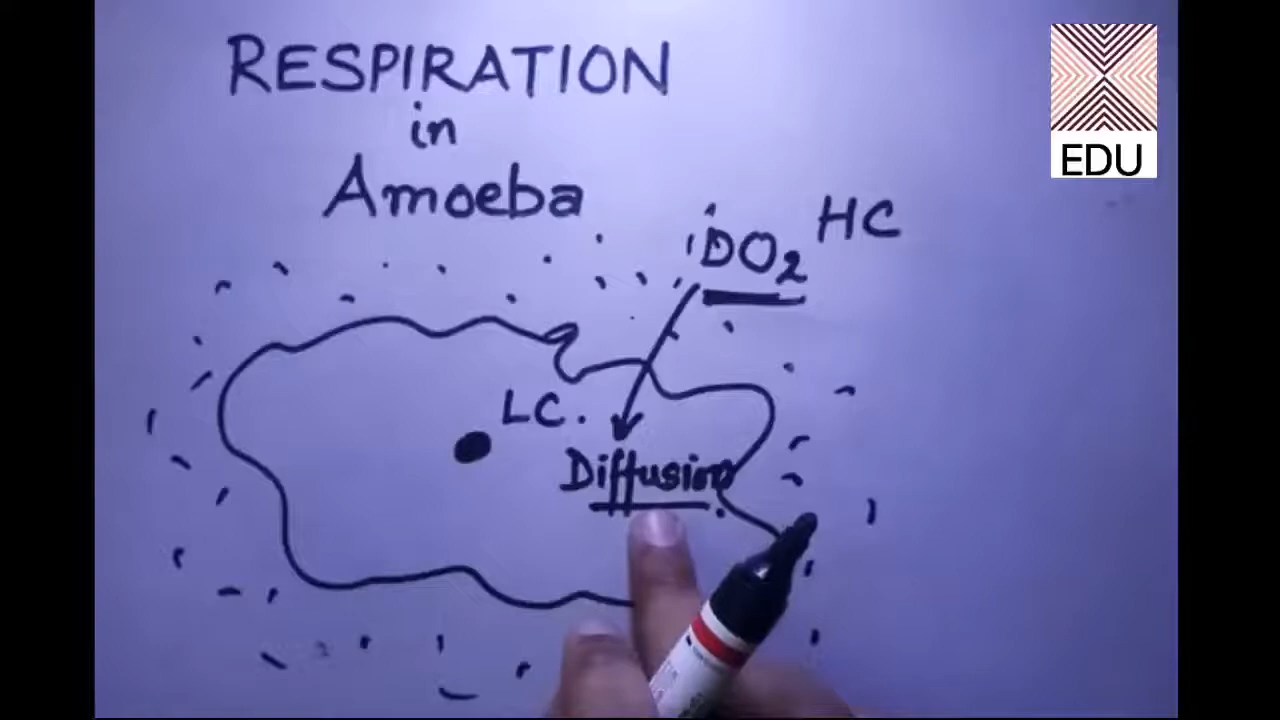 RESPIRATION
in
Amoeba
EDU
DO₂ HC
LC.
Diffusion